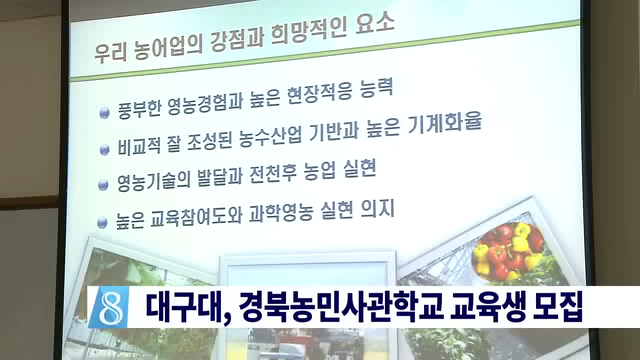 우리 농어업의 강점과 희망적인 요소
풍부한 영농경험과 높은 현장적응 능력
비교적 잘 조성된 농수산업 기반과 높은 기계화율
영농기술의 발달과 전천후 농업 실현
높은 교육참여도와 과학영농 실현 의지
8 대구대, 경북농민사관학교 교육생 모집